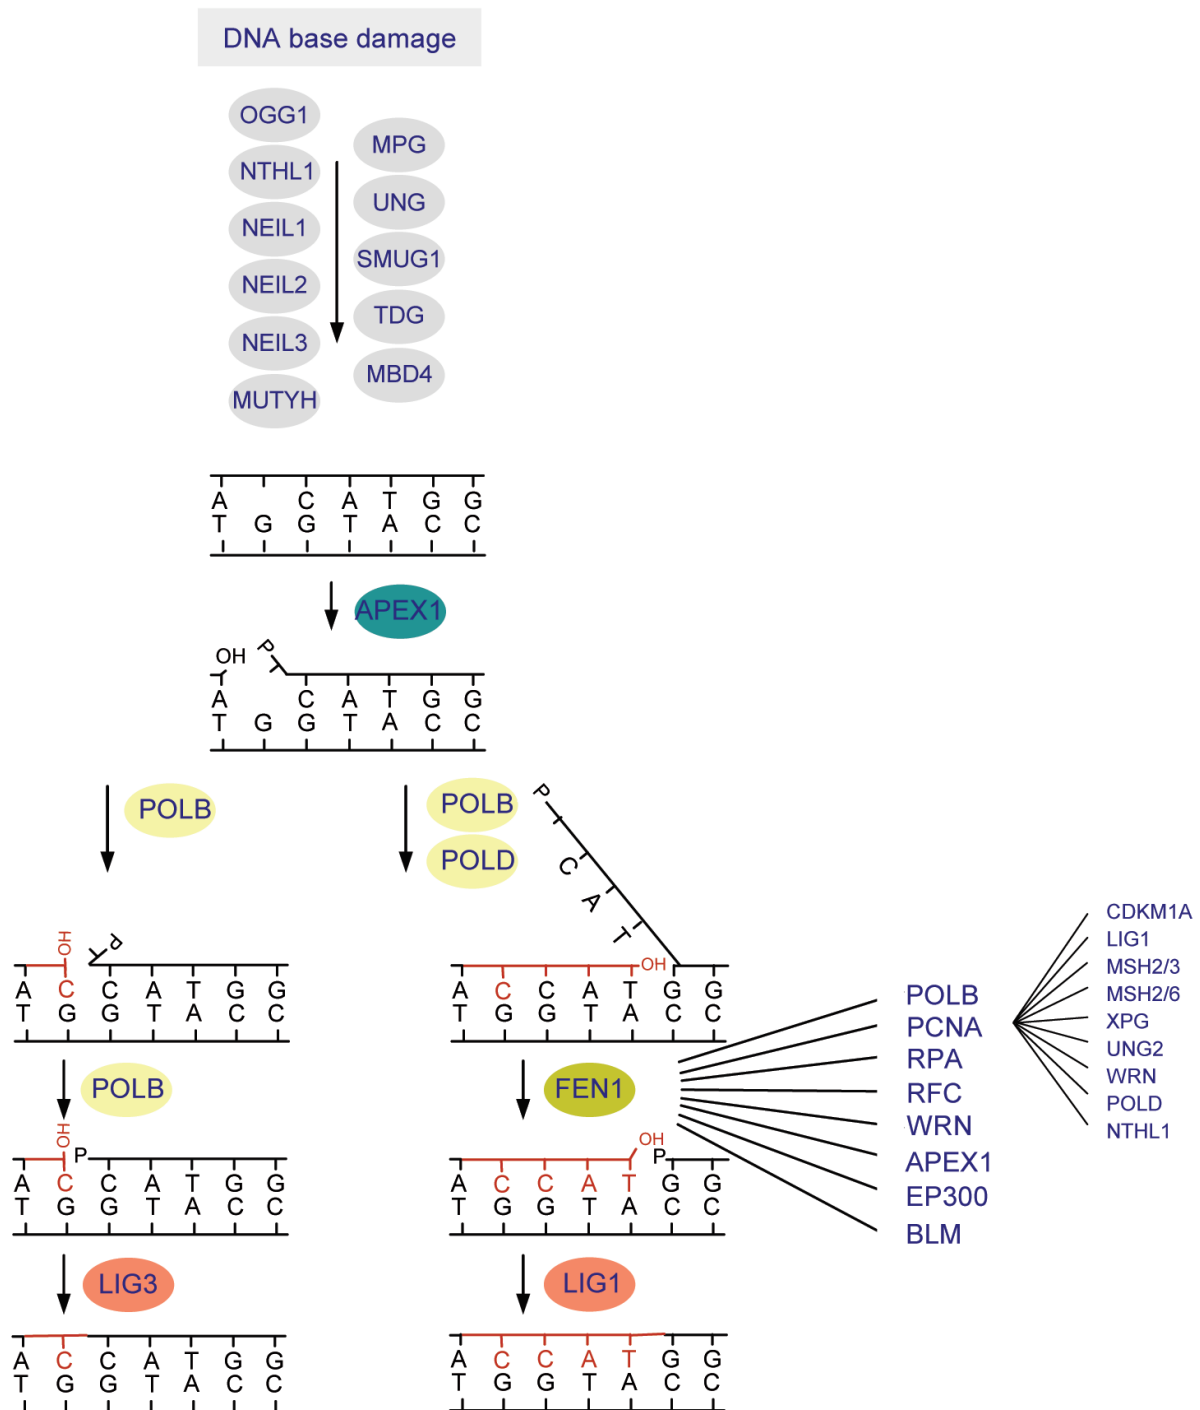 DNA base damage
OGG1
MPG
NTHL1
UNG
NEIL1
SMUG1
NEIL2
TDG
NEIL3
MBD4
MUTYH
A C A T G G
T G G T A C C
APEX1
OH P
A C A T G G
T G G T A C C
POLB
POLB
POLD
P
C
A
T
OH
P
A C C A T G G
T G G T A C C
OH
A C C A T G G
T G G T A C C
POLB
FEN1
POLB
PCNA
RPA
RFC
WRN
APEX1
EP300
BLM
CDKM1A
LIG1
MSH2/3
MSH2/6
XPG
UNG2
WRN
POLD
NTHL1
OH
P
A C C A T G G
T G G T A C C
OH
P
A C C A T G G
T G G T A C C
LIG3
LIG1
A C C A T G G
T G G T A C C
A C C A T G G
T G G T A C C